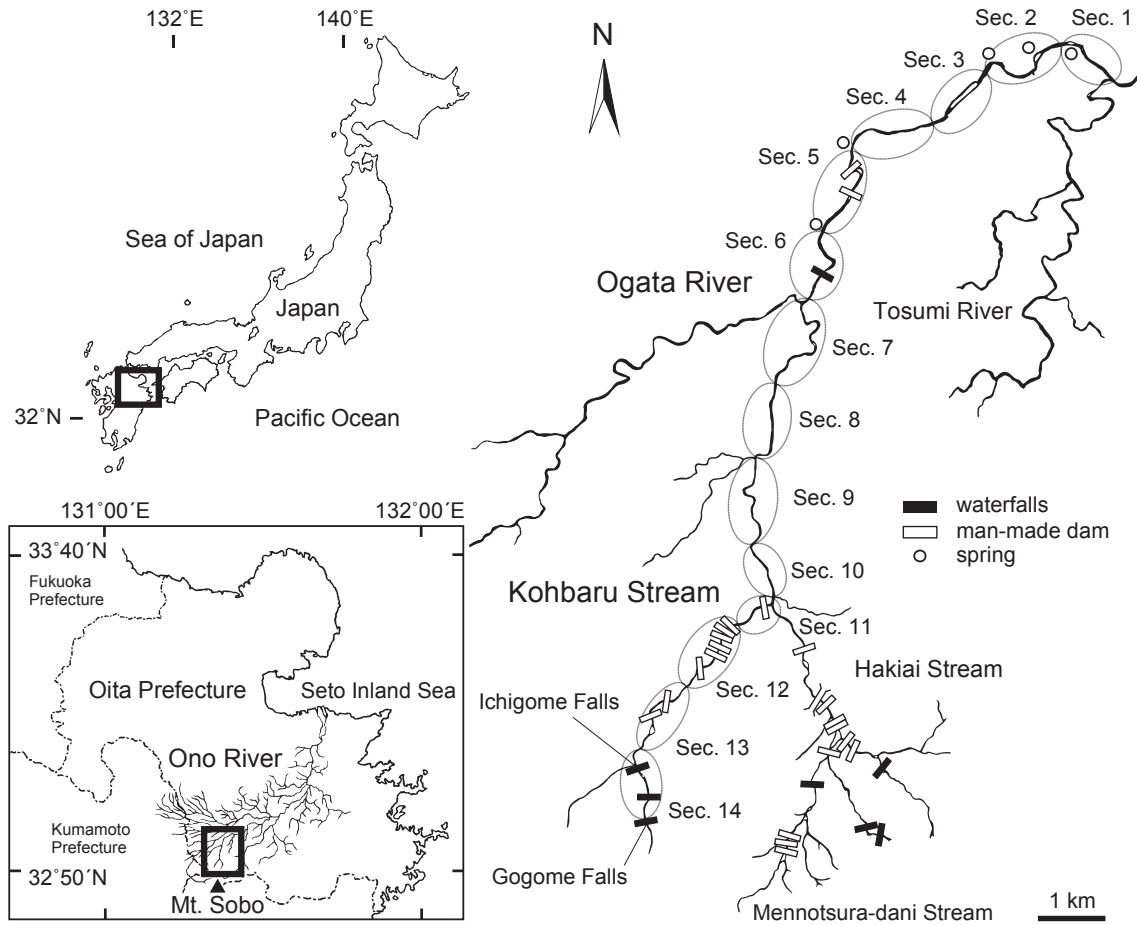 132˚E
140˚E
Sea of Japan
Japan
32˚N
Pacific Ocean
131˚00´E
132˚00´E
33˚40´N
Fukuoka
Prefecture
Oita Prefecture
Seto Inland Sea
Ono River
Kumamoto
Prefecture
32˚50´N
Mt. Sobo
N
Sec. 1
Sec. 2
Sec. 3
Sec. 4
Sec. 5
Sec. 6
Ogata River
Tosumi River
Sec. 7
Sec. 8
Sec. 9
waterfalls
man-made dam
spring
Sec. 10
Kohbaru Stream
Sec. 11
Hakiai Stream
Sec. 12
Ichigome Falls
Sec. 13
Sec. 14
Gogome Falls
Mennotsura-dani Stream
1 km